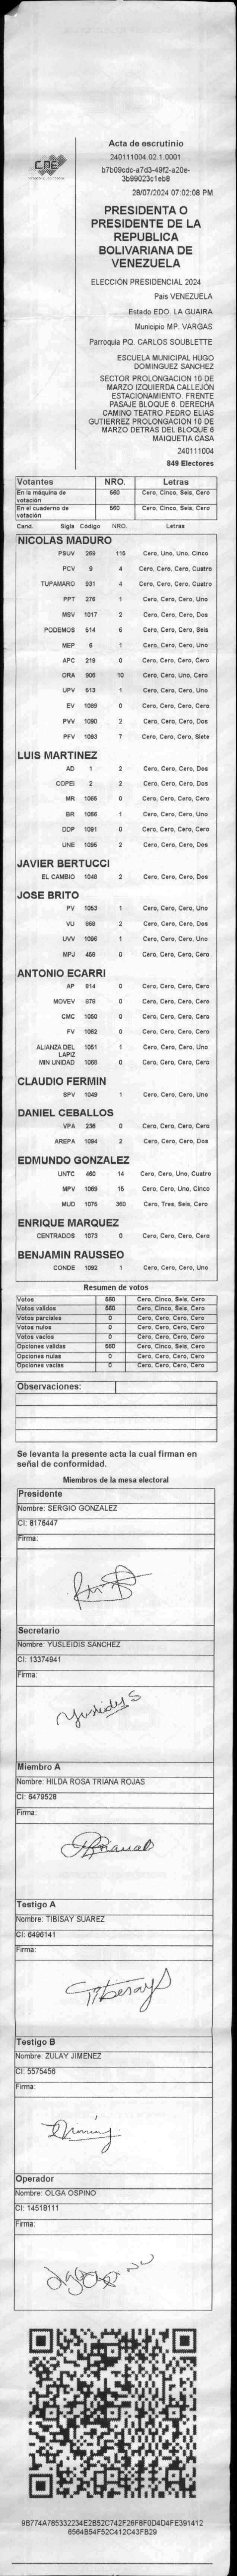 Acta de escrutinio
CNE
240111004.02.1.0001
b7b09cdc-a7d3-49f2-a20e-
3b99023c1eb8
28/07/2024 07:02:08 PM
PRESIDENTA O
PRESIDENTE DE LA
REPUBLICA
BOLIVARIANA DE
VENEZUELA
ELECCIÓN PRESIDENCIAL 2024
Pais VENEZUELA
Estado EDO. LA GUAIRA
Municipio MP. VARGAS
Parroquia PQ. CARLOS SOUBLETTE
ESCUELA MUNICIPAL HUGO
DOMINGUEZ SANCHEZ
SECTOR PROLONGACION 10 DE
MARZO IZQUIERDA CALLEJÓN
ESTACIONAMIENTO. FRENTE
PASAJE BLOQUE 6. DERECHA
CAMINO TEATRO PEDRO ELIAS
GUTIERREZ PROLONGACION 10 DE
MARZO DETRAS DEL BLOQUE 6
MAIQUETIA CASA
240111004
849 Electores
Votantes NRO. Letras
En la máquina de votación 560 Cero, Cinco, Seis, Cero
En el cuaderno de votación 560 Cero, Cinco, Seis, Cero
Cand. Sigla Código NRO. Letras
NICOLAS MADURO
PSUV 269 115 Cero, Uno, Uno, Cinco
PCV 9 4 Cero, Cero, Cero, Cuatro
TUPAMARO 931 4 Cero, Cero, Cero, Cuatro
PPT 276 1 Cero, Cero, Cero, Uno
MSV 1017 2 Cero, Cero, Cero, Dos
PODEMOS 514 6 Cero, Cero, Cero, Seis
MEP 6 1 Cero, Cero, Cero, Uno
APC 219 0 Cero, Cero, Cero, Cero
ORA 906 10 Cero, Cero, Uno, Cero
UPV 513 1 Cero, Cero, Cero, Uno
EV 1089 0 Cero, Cero, Cero, Cero
PVV 1090 2 Cero, Cero, Cero, Dos
PFV 1093 7 Cero, Cero, Cero, Siete
LUIS MARTINEZ
AD 1 2 Cero, Cero, Cero, Dos
COPEI 2 2 Cero, Cero, Cero, Dos
MR 1065 0 Cero, Cero, Cero, Cero
BR 1066 1 Cero, Cero, Cero, Uno
DDP 1091 0 Cero, Cero, Cero, Cero
UNE 1095 2 Cero, Cero, Cero, Dos
JAVIER BERTUCCI
EL CAMBIO 1048 2 Cero, Cero, Cero, Dos
JOSE BRITO
PV 1053 1 Cero, Cero, Cero, Uno
VU 869 2 Cero, Cero, Cero, Dos
UVV 1096 1 Cero, Cero, Cero, Uno
MPJ 458 0 Cero, Cero, Cero, Cero
ANTONIO ECARRI
AP 914 0 Cero, Cero, Cero, Cero
MOVEV 979 0 Cero, Cero, Cero, Cero
CMC 1050 0 Cero, Cero, Cero, Cero
FV 1062 0 Cero, Cero, Cero, Cero
ALIANZA DEL LAPIZ 1051 1 Cero, Cero, Cero, Uno
MIN UNIDAD 1058 0 Cero, Cero, Cero, Cero
CLAUDIO FERMIN
SPV 1049 1 Cero, Cero, Cero, Uno
DANIEL CEBALLOS
VPA 236 0 Cero, Cero, Cero, Cero
AREPA 1094 2 Cero, Cero, Cero, Dos
EDMUNDO GONZALEZ
UNTC 460 14 Cero, Cero, Uno, Cuatro
MPV 1069 15 Cero, Cero, Uno, Cinco
MUD 1075 360 Cero, Tres, Seis, Cero
ENRIQUE MARQUEZ
CENTRADOS 1073 0 Cero, Cero, Cero, Cero
BENJAMIN RAUSSEO
CONDE 1092 1 Cero, Cero, Cero, Uno
Resumen de votos
Votos 560 Cero, Cinco, Seis, Cero
Votos validos 560 Cero, Cinco, Seis, Cero
Votos parciales 0 Cero, Cero, Cero, Cero
Votos nulos 0 Cero, Cero, Cero, Cero
Votos vacios 0 Cero, Cero, Cero, Cero
Opciones validas 560 Cero, Cinco, Seis, Cero
Opciones nulas 0 Cero, Cero, Cero, Cero
Opciones vacias 0 Cero, Cero, Cero, Cero
Observaciones:
Se levanta la presente acta la cual firman en
señal de conformidad.
Miembros de la mesa electoral
Presidente
Nombre: SERGIO GONZALEZ
CI: 8176447
Firma:
Secretario
Nombre: YUSLEIDIS SANCHEZ
CI: 13374941
Firma:
Yusleidys S
Miembro A
Nombre: HILDA ROSA TRIANA ROJAS
CI: 6479528
Firma:
Testigo A
Nombre: TIBISAY SUAREZ
CI: 6496141
Firma:
Tibisays
Testigo B
Nombre: ZULAY JIMENEZ
CI: 5575456
Firma:
Operador
Nombre: OLGA OSPINO
CI: 14518111
Firma:
9B774A765332234E2B52C742F26F8F0D4D4FE391412
6564B54F52C412C43FB29